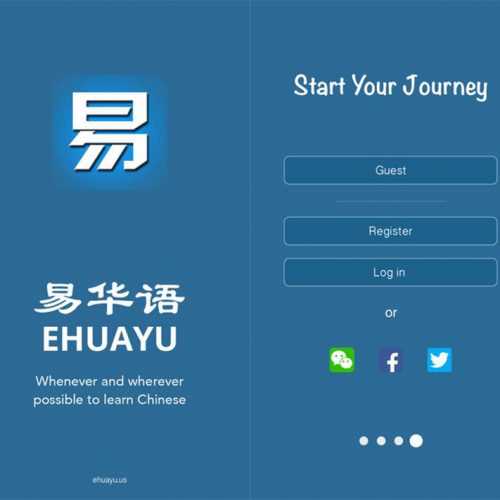 易
易华语
EHUAYU
Whenever and wherever
possible to learn Chinese
ehuayu.us
Start Your Journey
Guest
Register
Log in
or